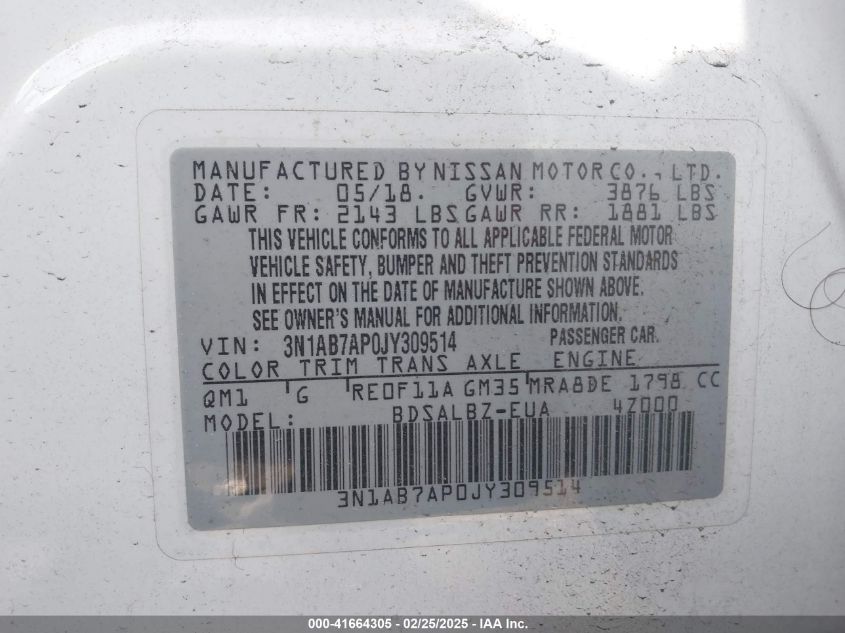 MANUFACTURED BY NISSAN MOTOR CO., LTD.
DATE: 05/18. GVWR: 3876 LBS
GAWR FR: 2143 LBS GAWR RR: 1881 LBS
THIS VEHICLE CONFORMS TO ALL APPLICABLE FEDERAL MOTOR
VEHICLE SAFETY, BUMPER AND THEFT PREVENTION STANDARDS
IN EFFECT ON THE DATE OF MANUFACTURE SHOWN ABOVE.
SEE OWNER'S MANUAL FOR ADDITIONAL INFORMATION.
VIN: 3N1AB7AP0JY309514 PASSENGER CAR.
COLOR TRIM TRANS AXLE ENGINE
QM1 G RE0F11A GM35 MRA8DE 1798 CC
MODEL: BDSALBZ-EUA 4Z000
3N1AB7AP0JY309514
000-41664305 - 02/25/2025 - IAA Inc.